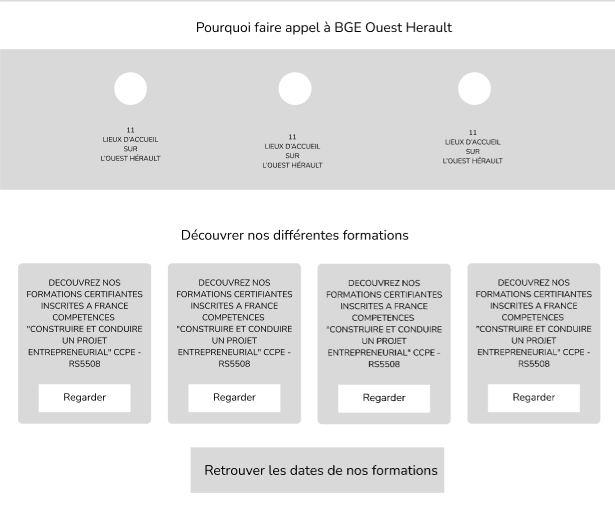 Pourquoi faire appel à BGE Ouest Herault
11
LIEUX D'ACCUEIL
SUR
L'OUEST HÉRAULT
11
LIEUX D'ACCUEIL
SUR
L'OUEST HÉRAULT
11
LIEUX D'ACCUEIL
SUR
L'OUEST HÉRAULT
Découvrer nos différentes formations
DECOUVREZ NOS
FORMATIONS CERTIFIANTES
INSCRITES A FRANCE
COMPETENCES
"CONSTRUIRE ET CONDUIRE
UN PROJET
ENTREPRENEURIAL" CCPE -
RS5508
Regarder
DECOUVREZ NOS
FORMATIONS CERTIFIANTES
INSCRITES A FRANCE
COMPETENCES
"CONSTRUIRE ET CONDUIRE
UN PROJET
ENTREPRENEURIAL" CCPE -
RS5508
Regarder
DECOUVREZ NOS
FORMATIONS CERTIFIANTES
INSCRITES A FRANCE
COMPETENCES
"CONSTRUIRE ET CONDUIRE
UN PROJET
ENTREPRENEURIAL" CCPE -
RS5508
Regarder
DECOUVREZ NOS
FORMATIONS CERTIFIANTES
INSCRITES A FRANCE
COMPETENCES
"CONSTRUIRE ET CONDUIRE
UN PROJET
ENTREPRENEURIAL" CCPE -
RS5508
Regarder
Retrouver les dates de nos formations